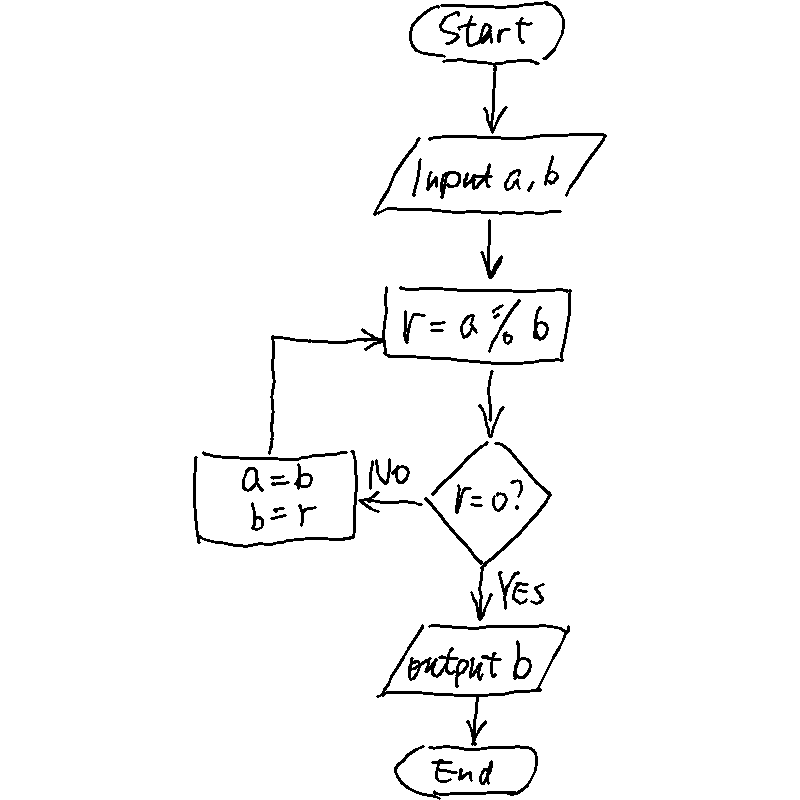 Start
Input a, b
r = a % b
r = 0?
NO
a = b
b = r
YES
output b
End